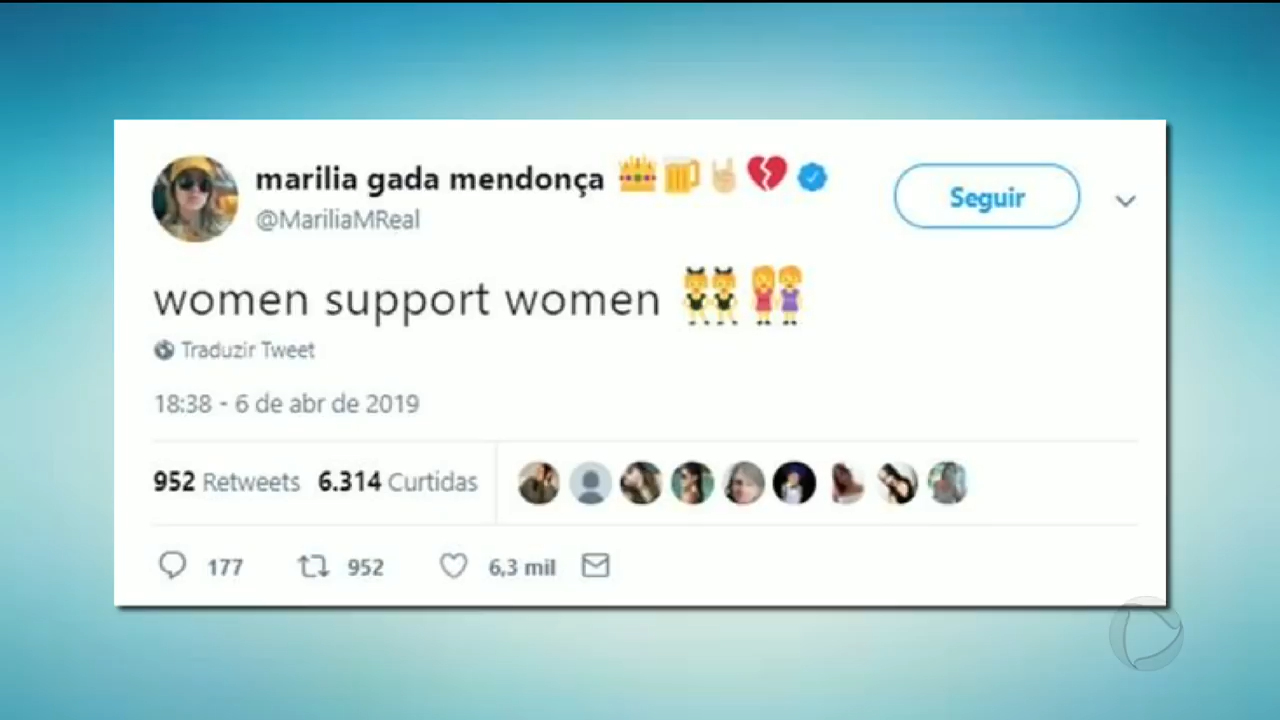 marilia gada mendonça 👑🍺🤘🏼💔
@MariliaMReal
Seguir
women support women 👯👭
Traduzir Tweet
18:38 - 6 de abr de 2019
952 Retweets 6.314 Curtidas
177 952 6,3 mil